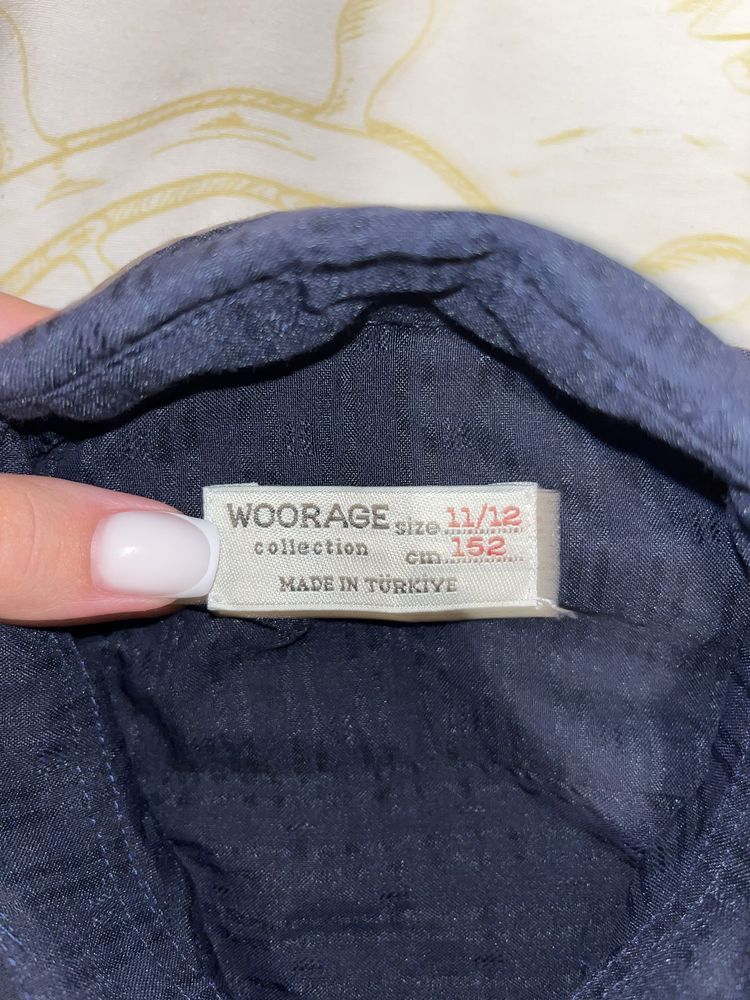 WOORAGE size 11/12
collection cm 152
MADE IN TÜRKIYE